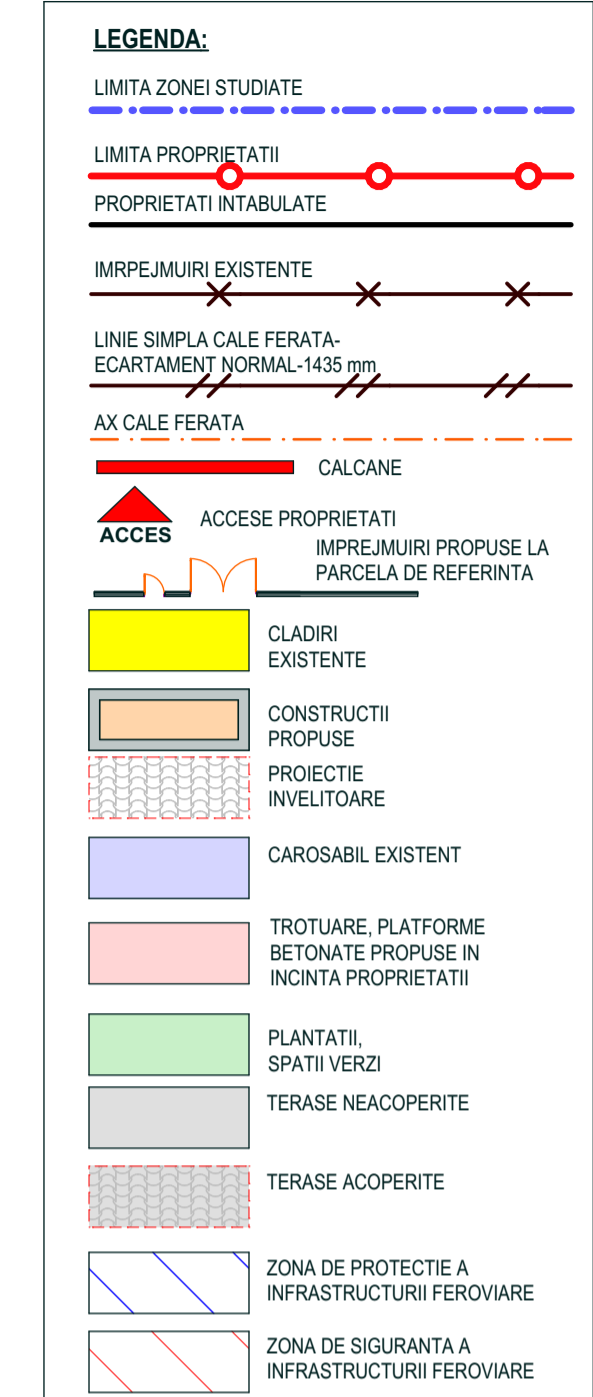 LEGENDA:
LIMITA ZONEI STUDIATE
LIMITA PROPRIETATII
PROPRIETATI INTABULATE
IMRPEJMUIRI EXISTENTE
LINIE SIMPLA CALE FERATA-
ECARTAMENT NORMAL-1435 mm
AX CALE FERATA
CALCANE
ACCES
ACCESE PROPRIETATI
IMPREJMUIRI PROPUSE LA
PARCELA DE REFERINTA
CLADIRI
EXISTENTE
CONSTRUCTII
PROPUSE
PROIECTIE
INVELITOARE
CAROSABIL EXISTENT
TROTUARE, PLATFORME
BETONATE PROPUSE IN
INCINTA PROPRIETATII
PLANTATII,
SPATII VERZI
TERASE NEACOPERITE
TERASE ACOPERITE
ZONA DE PROTECTIE A
INFRASTRUCTURII FEROVIARE
ZONA DE SIGURANTA A
INFRASTRUCTURII FEROVIARE